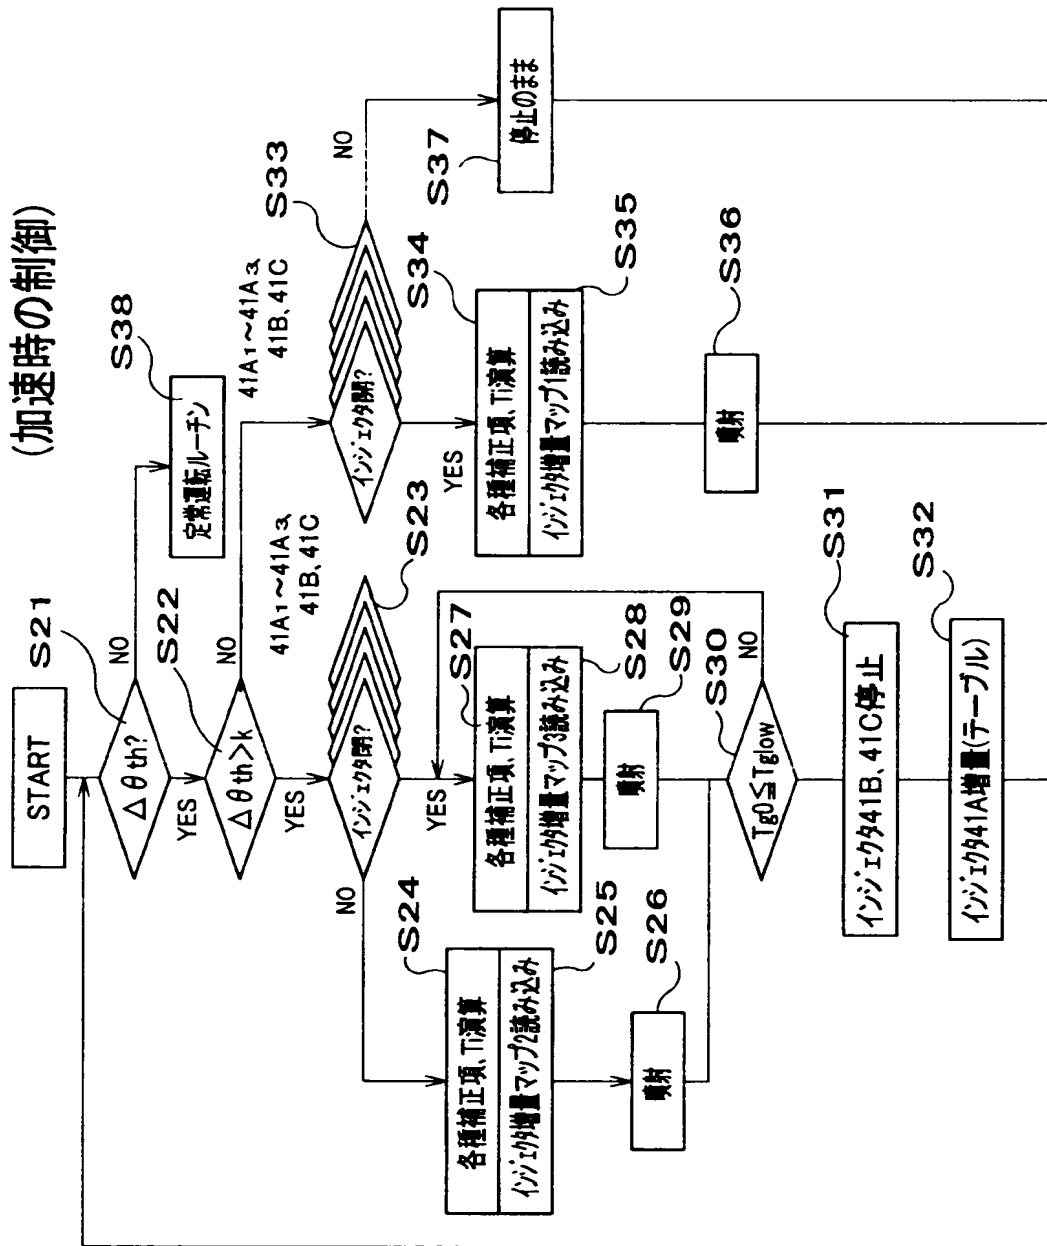 (加速時の制御)
START
S21
Δθth?
NO
YES
S38
定常運転ルーチン
S22
Δθth>k
NO
YES
41A1～41A3、
41B、41C
S23
インジェクタ閉?
NO
YES
S24
各種補正項、Ti演算
インジェクタ増量マップ2読み込み
S25
噴射
S26
S27
各種補正項、Ti演算
インジェクタ増量マップ3読み込み
S28
噴射
S29
S30
Tg0≦Tglow
NO
インジェクタ41B、41C停止
S31
インジェクタ41A増量(テーブル)
S32
41A1～41A3、
41B、41C
S33
インジェクタ開?
NO
YES
S34
各種補正項、Ti演算
インジェクタ増量マップ1読み込み
S35
噴射
S36
S37
停止のまま